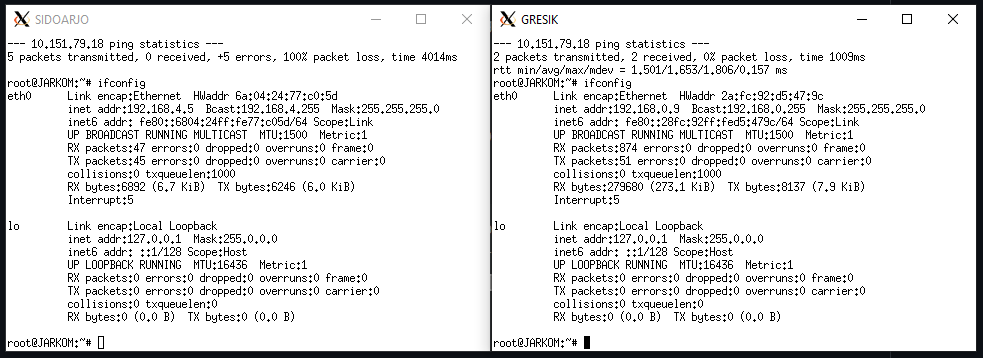 SIDOARJO
--- 10.151.79.18 ping statistics ---
5 packets transmitted, 0 received, +5 errors, 100% packet loss, time 4014ms

root@JARKOM:~# ifconfig
eth0      Link encap:Ethernet  HWaddr 6a:04:24:77:c0:5d
          inet addr:192.168.4.5  Bcast:192.168.4.255  Mask:255.255.255.0
          inet6 addr: fe80::6804:24ff:fe77:c05d/64 Scope:Link
          UP BROADCAST RUNNING MULTICAST  MTU:1500  Metric:1
          RX packets:47 errors:0 dropped:0 overruns:0 frame:0
          TX packets:45 errors:0 dropped:0 overruns:0 carrier:0
          collisions:0 txqueuelen:1000
          RX bytes:6892 (6.7 KiB)  TX bytes:6246 (6.0 KiB)
          Interrupt:5

lo        Link encap:Local Loopback
          inet addr:127.0.0.1  Mask:255.0.0.0
          inet6 addr: ::1/128 Scope:Host
          UP LOOPBACK RUNNING  MTU:16436  Metric:1
          RX packets:0 errors:0 dropped:0 overruns:0 frame:0
          TX packets:0 errors:0 dropped:0 overruns:0 carrier:0
          collisions:0 txqueuelen:0
          RX bytes:0 (0.0 B)  TX bytes:0 (0.0 B)

root@JARKOM:~#
GRESIK
--- 10.151.79.18 ping statistics ---
2 packets transmitted, 2 received, 0% packet loss, time 1009ms
rtt min/avg/max/mdev = 1.501/1.653/1.806/0.157 ms
root@JARKOM:~# ifconfig
eth0      Link encap:Ethernet  HWaddr 2a:fc:92:d5:47:9c
          inet addr:192.168.0.9  Bcast:192.168.0.255  Mask:255.255.255.0
          inet6 addr: fe80::28fc:92ff:fed5:479c/64 Scope:Link
          UP BROADCAST RUNNING MULTICAST  MTU:1500  Metric:1
          RX packets:874 errors:0 dropped:0 overruns:0 frame:0
          TX packets:51 errors:0 dropped:0 overruns:0 carrier:0
          collisions:0 txqueuelen:1000
          RX bytes:279680 (273.1 KiB)  TX bytes:8137 (7.9 KiB)
          Interrupt:5

lo        Link encap:Local Loopback
          inet addr:127.0.0.1  Mask:255.0.0.0
          inet6 addr: ::1/128 Scope:Host
          UP LOOPBACK RUNNING  MTU:16436  Metric:1
          RX packets:0 errors:0 dropped:0 overruns:0 frame:0
          TX packets:0 errors:0 dropped:0 overruns:0 carrier:0
          collisions:0 txqueuelen:0
          RX bytes:0 (0.0 B)  TX bytes:0 (0.0 B)

root@JARKOM:~#